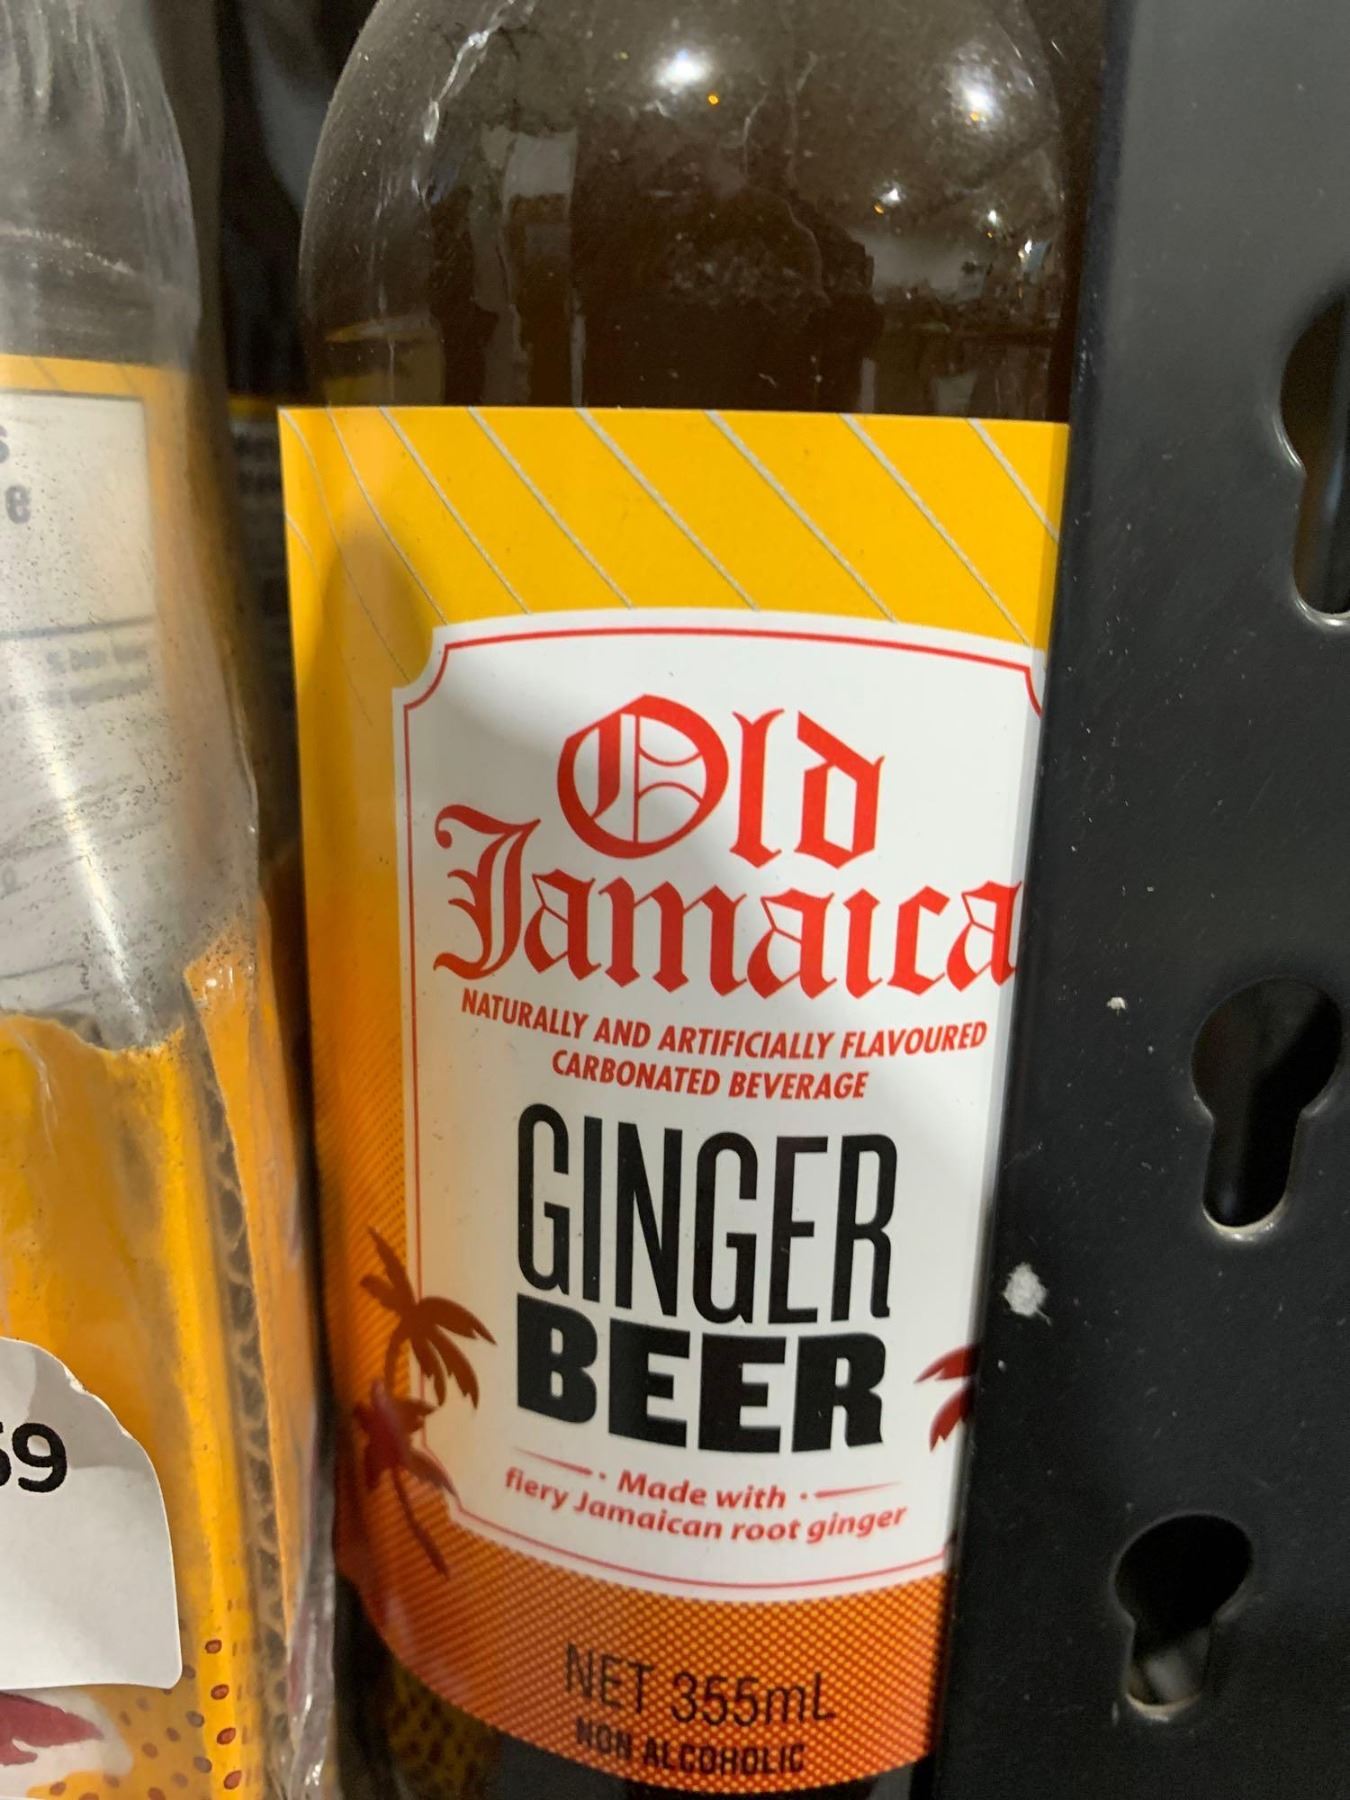 Old
Jamaica
NATURALLY AND ARTIFICIALLY FLAVOURED
CARBONATED BEVERAGE
GINGER
BEER
Made with
fiery Jamaican root ginger
NET 355mL
NON ALCOHOLIC